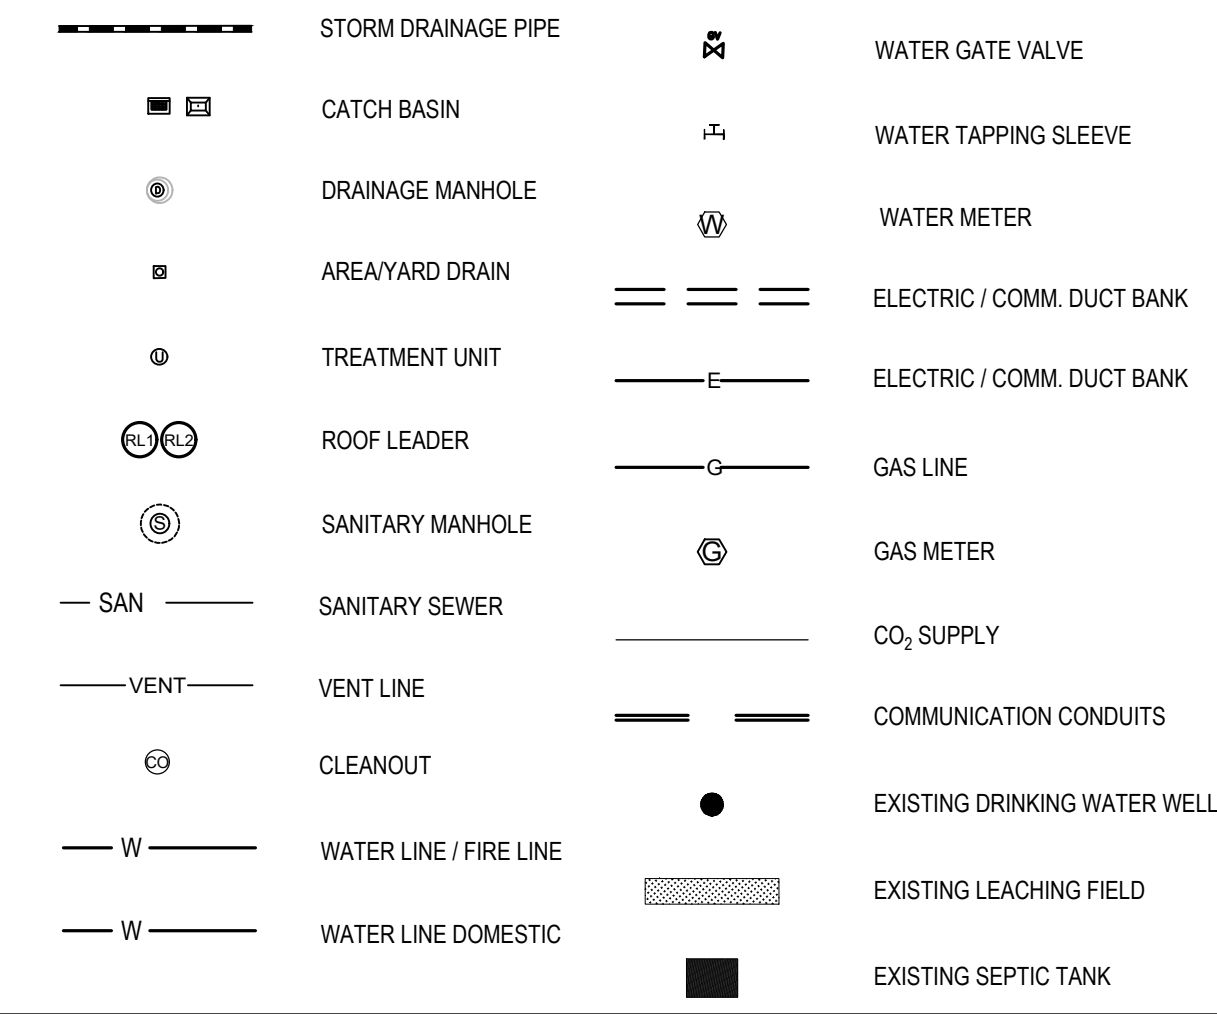 STORM DRAINAGE PIPE
CATCH BASIN
D DRAINAGE MANHOLE
AREA/YARD DRAIN
U TREATMENT UNIT
RL1 RL2 ROOF LEADER
S SANITARY MANHOLE
SAN SANITARY SEWER
VENT VENT LINE
CO CLEANOUT
W WATER LINE / FIRE LINE
W WATER LINE DOMESTIC
GV WATER GATE VALVE
WATER TAPPING SLEEVE
W WATER METER
ELECTRIC / COMM. DUCT BANK
E ELECTRIC / COMM. DUCT BANK
G GAS LINE
G GAS METER
CO₂ SUPPLY
COMMUNICATION CONDUITS
EXISTING DRINKING WATER WELL
EXISTING LEACHING FIELD
EXISTING SEPTIC TANK